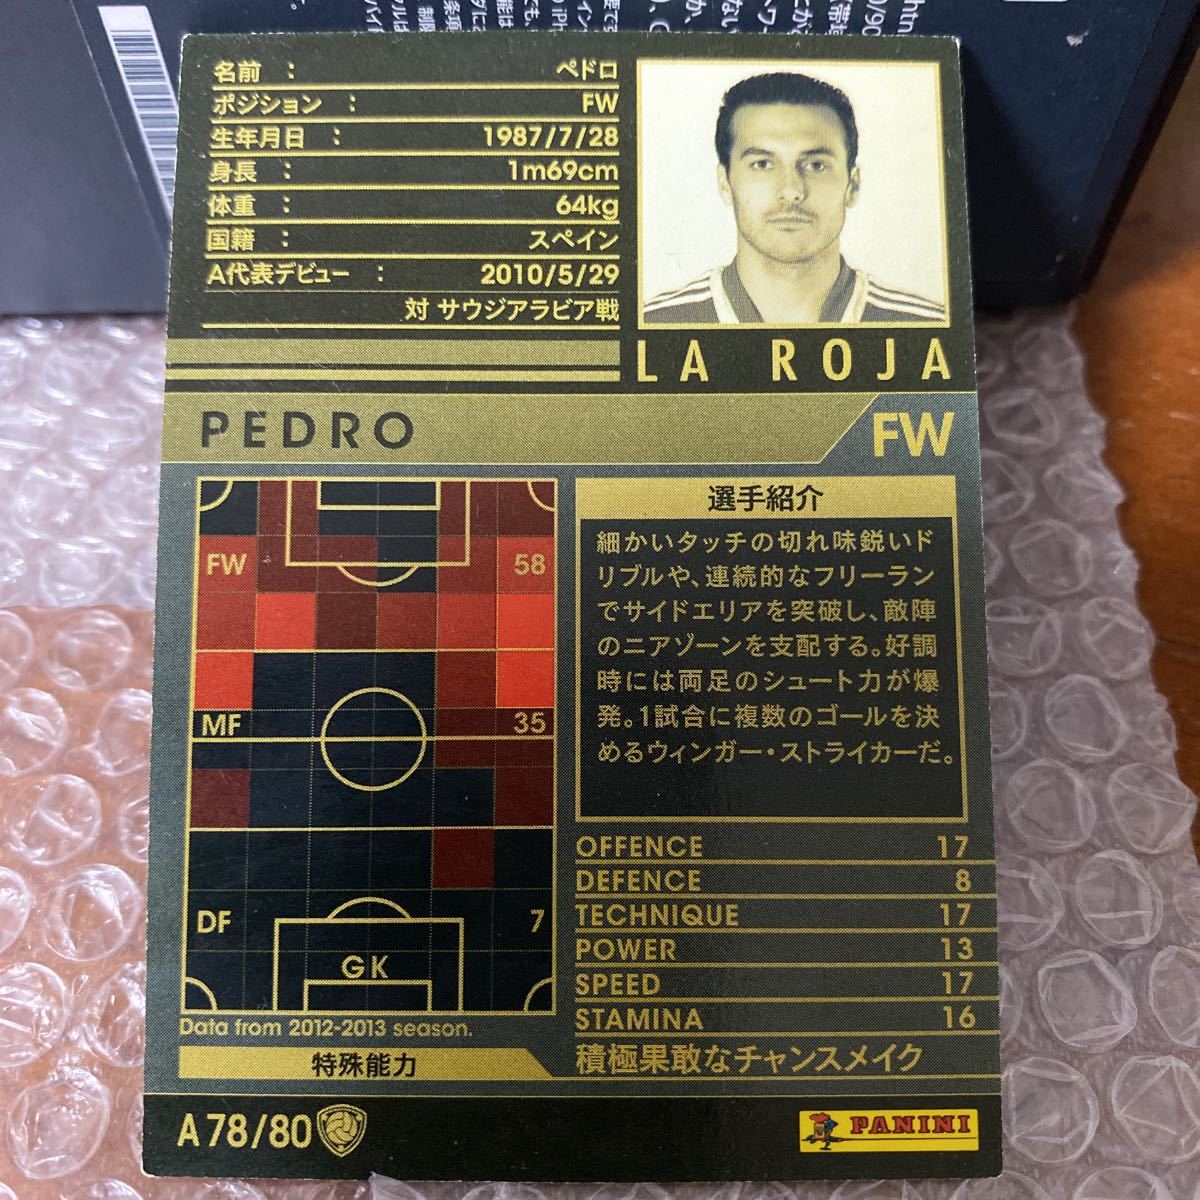 名前 : ペドロ
ポジション : FW
生年月日 : 1987/7/28
身長 : 1m69cm
体重 : 64kg
国籍 : スペイン
A代表デビュー : 2010/5/29
対 サウジアラビア戦
LA ROJA
PEDRO
FW
FW 58
MF 35
DF 7
GK
Data from 2012-2013 season.
特殊能力
選手紹介
細かいタッチの切れ味鋭いド
リブルや、連続的なフリーラン
でサイドエリアを突破し、敵陣
のニアゾーンを支配する。好調
時には両足のシュート力が爆
発。1試合に複数のゴールを決
めるウィンガー・ストライカーだ。
OFFENCE 17
DEFENCE 8
TECHNIQUE 17
POWER 13
SPEED 17
STAMINA 16
積極果敢なチャンスメイク
A78/80
PANINI